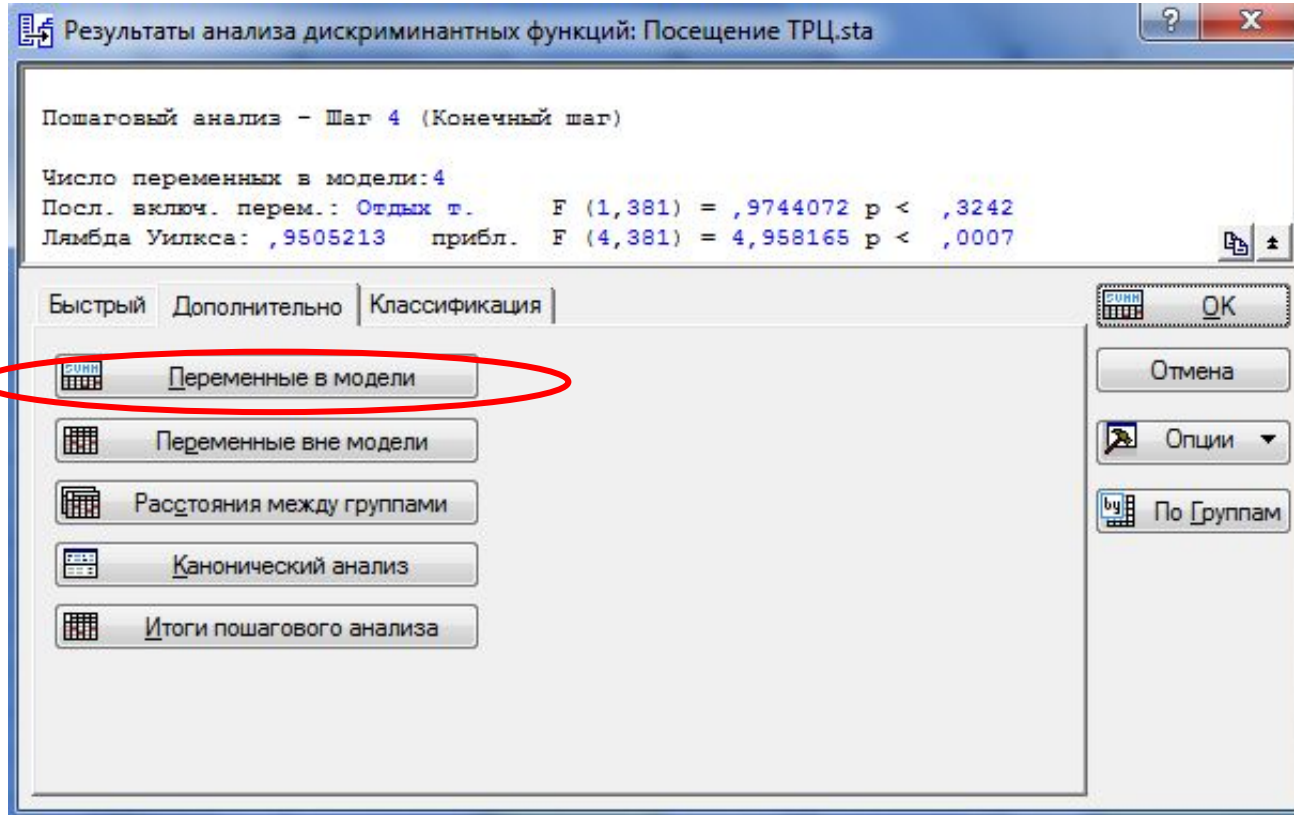 Результаты анализа дискриминантных функций: Посещение ТРЦ.sta
Пошаговый анализ - Шаг 4 (Конечный шаг)
Число переменных в модели:4
Посл. включ. перем.: Отдых т. F (1,381) = ,9744072 p < ,3242
Лямбда Уилкса: ,9505213 прибл. F (4,381) = 4,958165 p < ,0007
Быстрый Дополнительно Классификация
Переменные в модели
Переменные вне модели
Расстояния между группами
Канонический анализ
Итоги пошагового анализа
OK
Отмена
Опции
По Группам